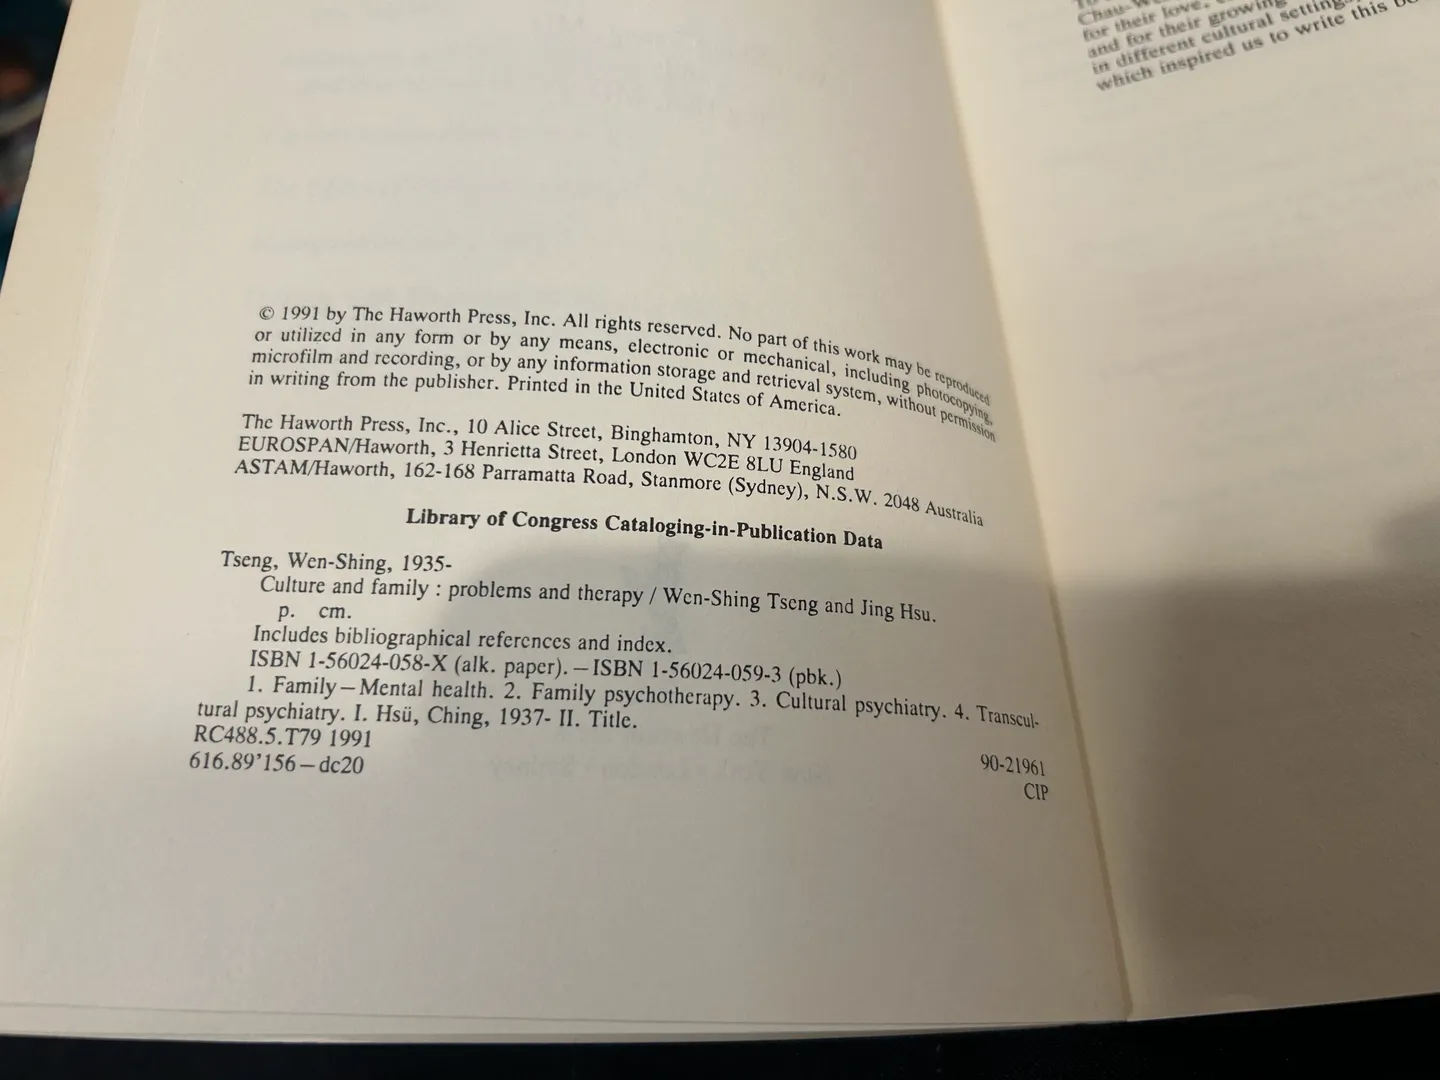 © 1991 by The Haworth Press, Inc. All rights reserved. No part of this work may be reproduced
or utilized in any form or by any means, electronic or mechanical, including photocopying,
microfilm and recording, or by any information storage and retrieval system, without permission
in writing from the publisher. Printed in the United States of America.
The Haworth Press, Inc., 10 Alice Street, Binghamton, NY 13904-1580
EUROSPAN/Haworth, 3 Henrietta Street, London WC2E 8LU England
ASTAM/Haworth, 162-168 Parramatta Road, Stanmore (Sydney), N.S.W. 2048 Australia
Library of Congress Cataloging-in-Publication Data
Tseng, Wen-Shing, 1935-
Culture and family : problems and therapy / Wen-Shing Tseng and Jing Hsu.
p. cm.
Includes bibliographical references and index.
ISBN 1-56024-058-X (alk. paper). — ISBN 1-56024-059-3 (pbk.)
1. Family — Mental health. 2. Family psychotherapy. 3. Cultural psychiatry. 4. Transcul-
tural psychiatry. I. Hsü, Ching, 1937- II. Title.
RC488.5.T79 1991
616.89’156 — dc20
90-21961
CIP
for their love,
and for their growing
in different cultural settings
which inspired us to write this